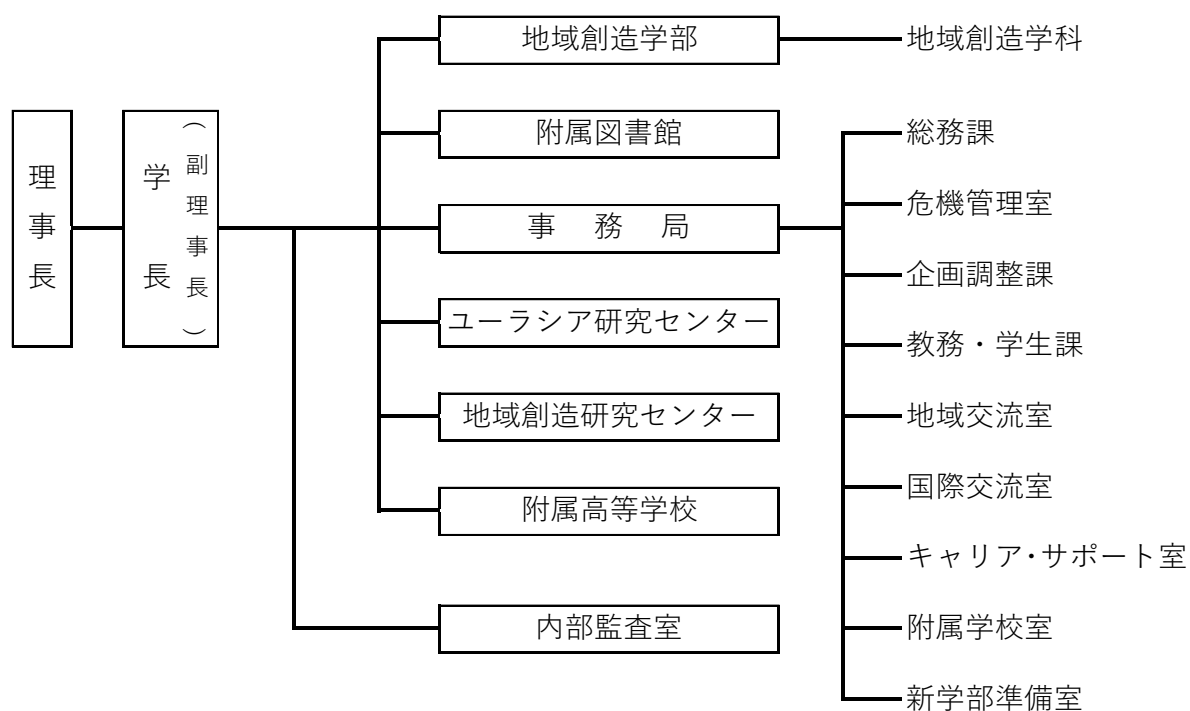 理事長
学長
（副理事長）
地域創造学部
地域創造学科
附属図書館
事務局
ユーラシア研究センター
地域創造研究センター
附属高等学校
内部監査室
総務課
危機管理室
企画調整課
教務・学生課
地域交流室
国際交流室
キャリア・サポート室
附属学校室
新学部準備室